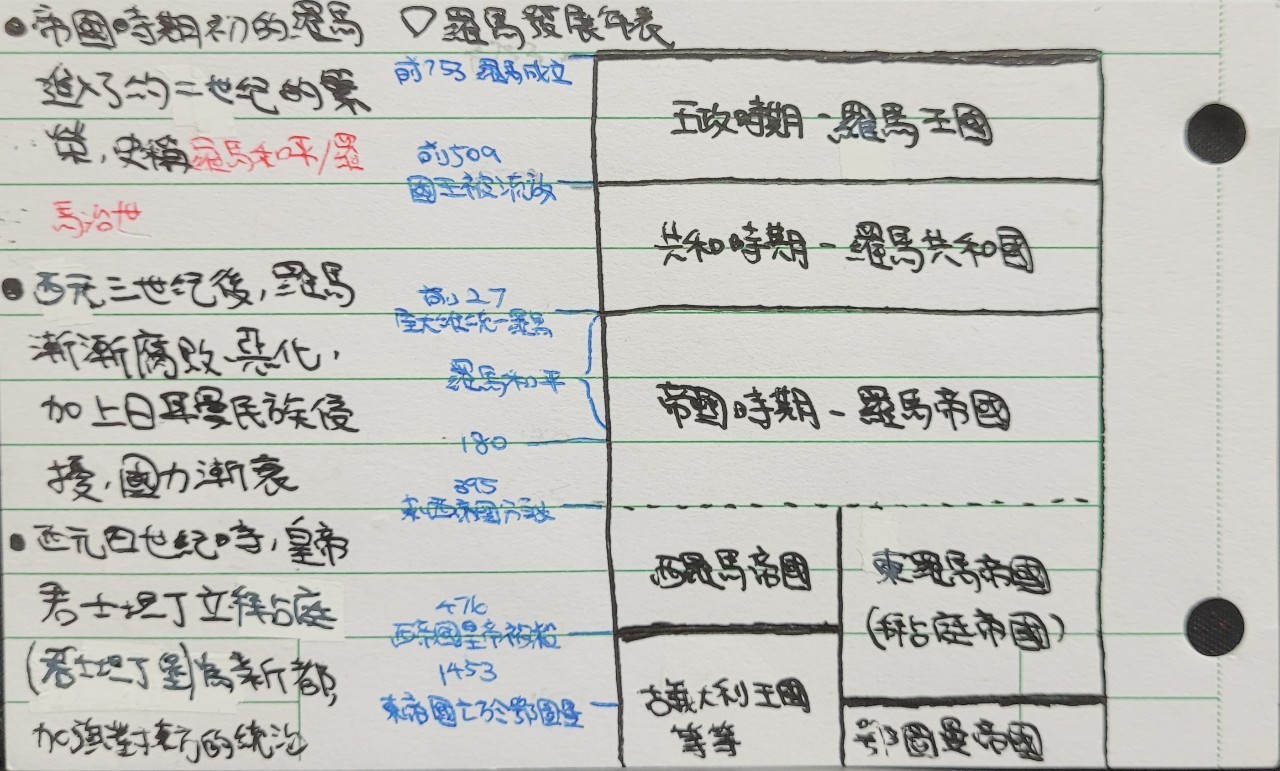 ●帝國時期初的羅馬
進入了約二世紀的繁
榮,史稱羅馬和平/羅
馬治世
●西元三世紀後,羅馬
漸漸腐敗惡化,
加上日耳曼民族侵
擾,國力漸衰
●西元四世紀時,皇帝
君士坦丁立拜占庭
(君士坦丁堡)為新都,
加強對東方的統治
▽羅馬發展年表
前753 羅馬成立
王政時期-羅馬王國
前509
國王被流放
共和時期-羅馬共和國
前27
屋大維統一羅馬
羅馬和平
帝國時期-羅馬帝國
180
395
東西帝國分裂
西羅馬帝國
東羅馬帝國
(拜占庭帝國)
476
西帝國皇帝被殺
1453
東帝國亡於鄂圖曼
古義大利王國
等等
鄂圖曼帝國